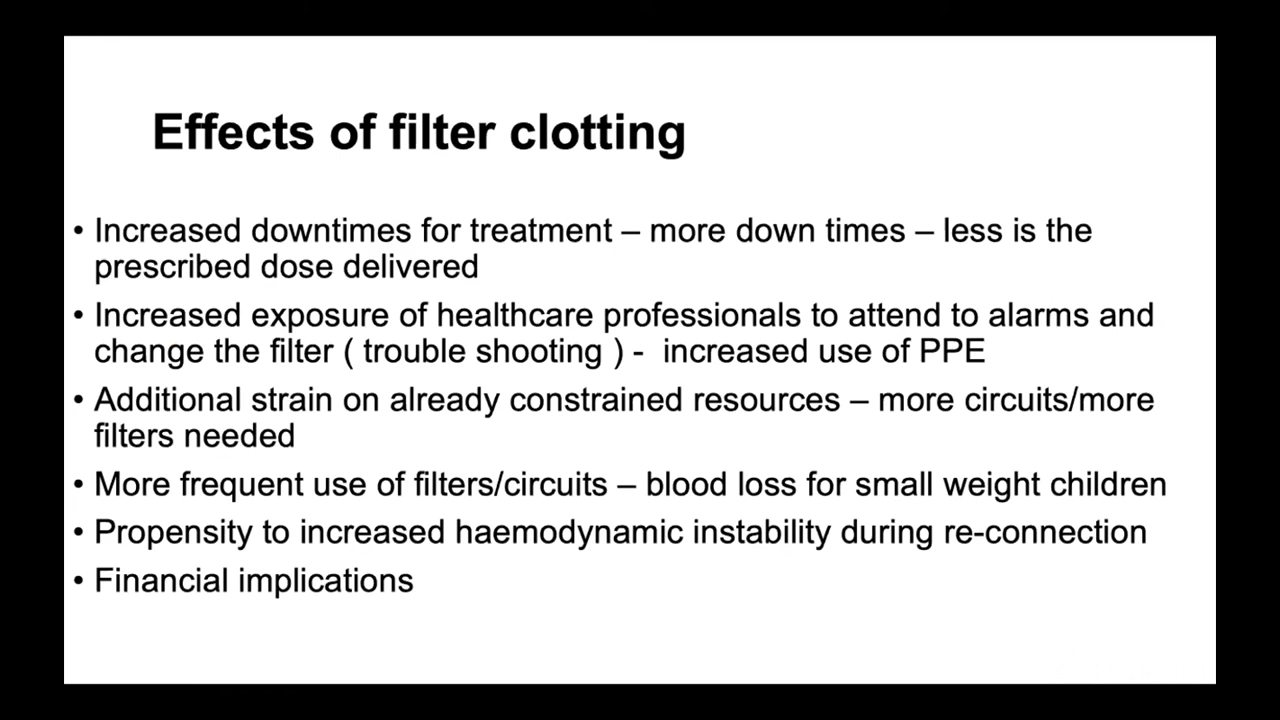 Effects of filter clotting
• Increased downtimes for treatment – more down times – less is the
prescribed dose delivered
• Increased exposure of healthcare professionals to attend to alarms and
change the filter ( trouble shooting ) -  increased use of PPE
• Additional strain on already constrained resources – more circuits/more
filters needed
• More frequent use of filters/circuits – blood loss for small weight children
• Propensity to increased haemodynamic instability during re-connection
• Financial implications